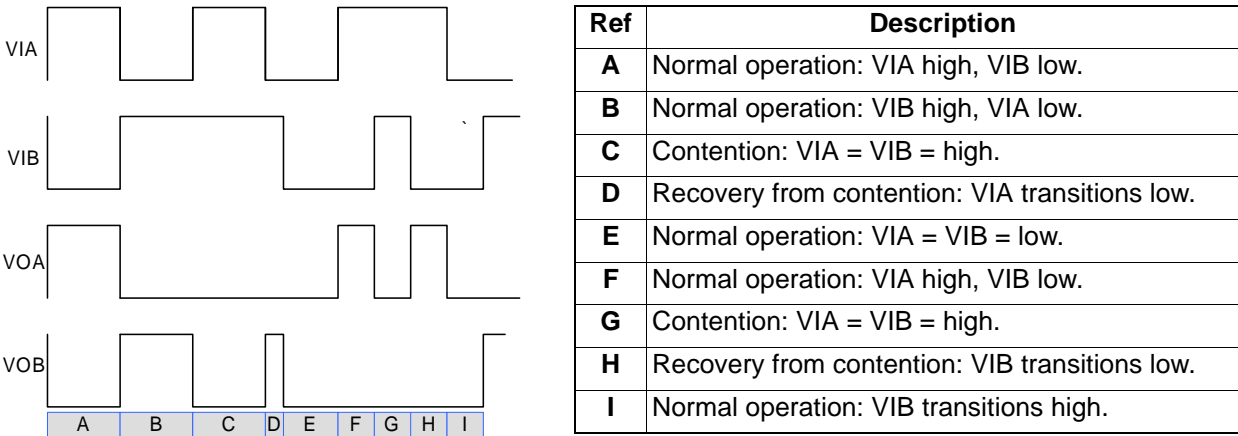 VIA
VIB
`
VOA
VOB
A B C D E F G H I
Ref Description
A Normal operation: VIA high, VIB low.
B Normal operation: VIB high, VIA low.
C Contention: VIA = VIB = high.
D Recovery from contention: VIA transitions low.
E Normal operation: VIA = VIB = low.
F Normal operation: VIA high, VIB low.
G Contention: VIA = VIB = high.
H Recovery from contention: VIB transitions low.
I Normal operation: VIB transitions high.